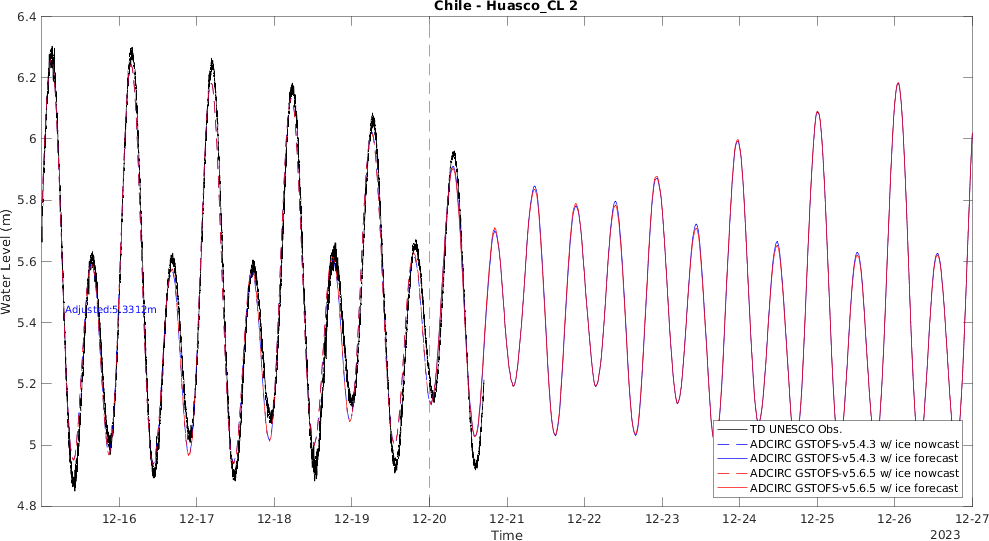 Chile - Huasco_CL 2
6.4
6.2
6
5.8
5.6
5.4
5.2
5
4.8
Water Level (m)
Adjusted:5.3312m
TD UNESCO Obs.
ADCIRC GSTOFS-v5.4.3 w/ ice nowcast
ADCIRC GSTOFS-v5.4.3 w/ ice forecast
ADCIRC GSTOFS-v5.6.5 w/ ice nowcast
ADCIRC GSTOFS-v5.6.5 w/ ice forecast
12-16 12-17 12-18 12-19 12-20 12-21 12-22 12-23 12-24 12-25 12-26 12-27
Time
2023